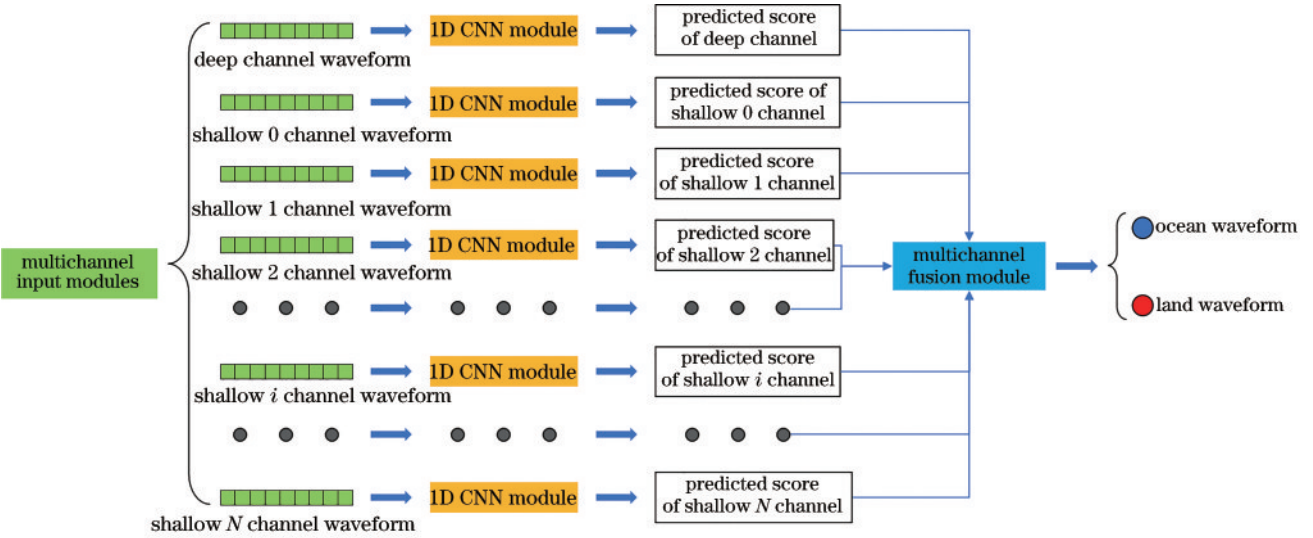 multichannel
input modules
deep channel waveform
1D CNN module
predicted score
of deep channel
shallow 0 channel waveform
1D CNN module
predicted score of
shallow 0 channel
shallow 1 channel waveform
1D CNN module
predicted score
of shallow 1 channel
shallow 2 channel waveform
1D CNN module
predicted score
of shallow 2 channel
shallow i channel waveform
1D CNN module
predicted score
of shallow i channel
shallow N channel waveform
1D CNN module
predicted score
of shallow N channel
multichannel
fusion module
ocean waveform
land waveform